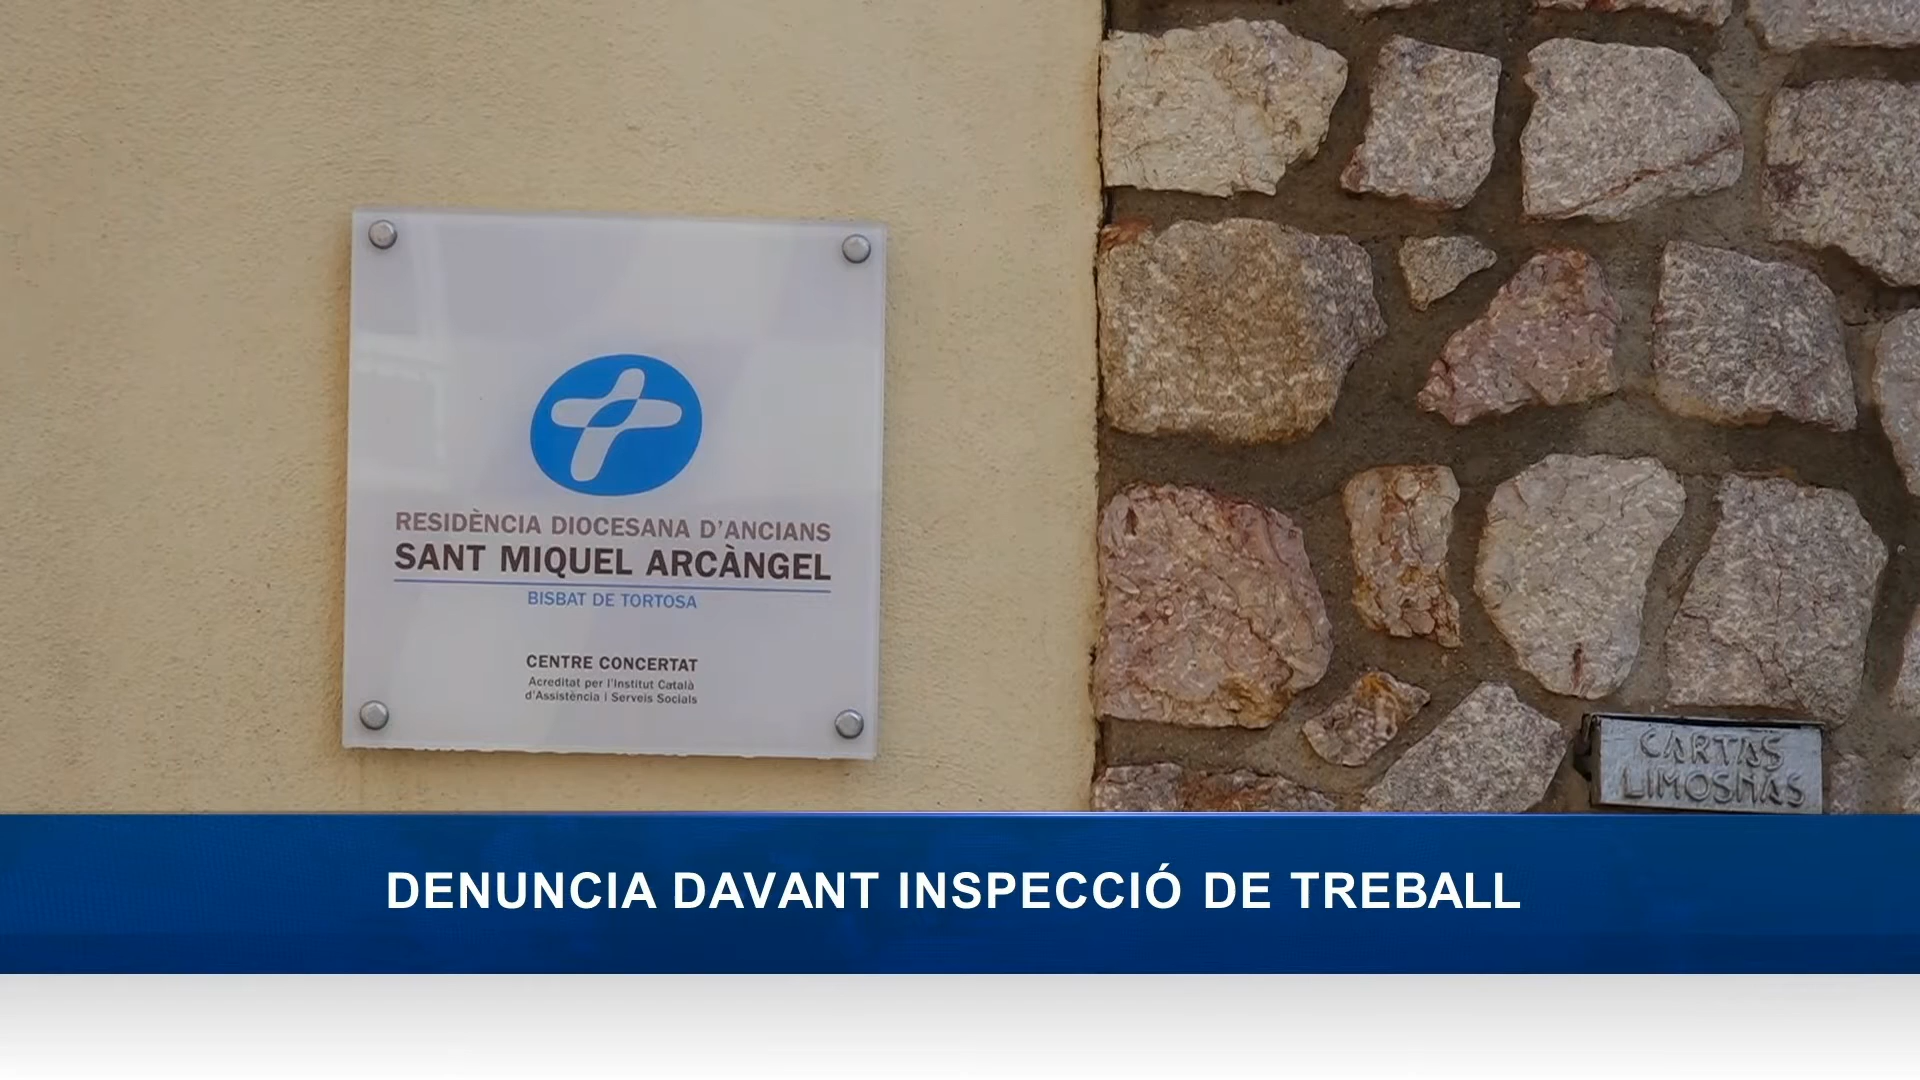 RESIDÈNCIA DIOCESANA D'ANCIANS
SANT MIQUEL ARCÀNGEL
BISBAT DE TORTOSA
CENTRE CONCERTAT
Acreditat per l'Institut Català
d'Assistència i Serveis Socials
CARTAS
LIMOSNAS
DENUNCIA DAVANT INSPECCIÓ DE TREBALL